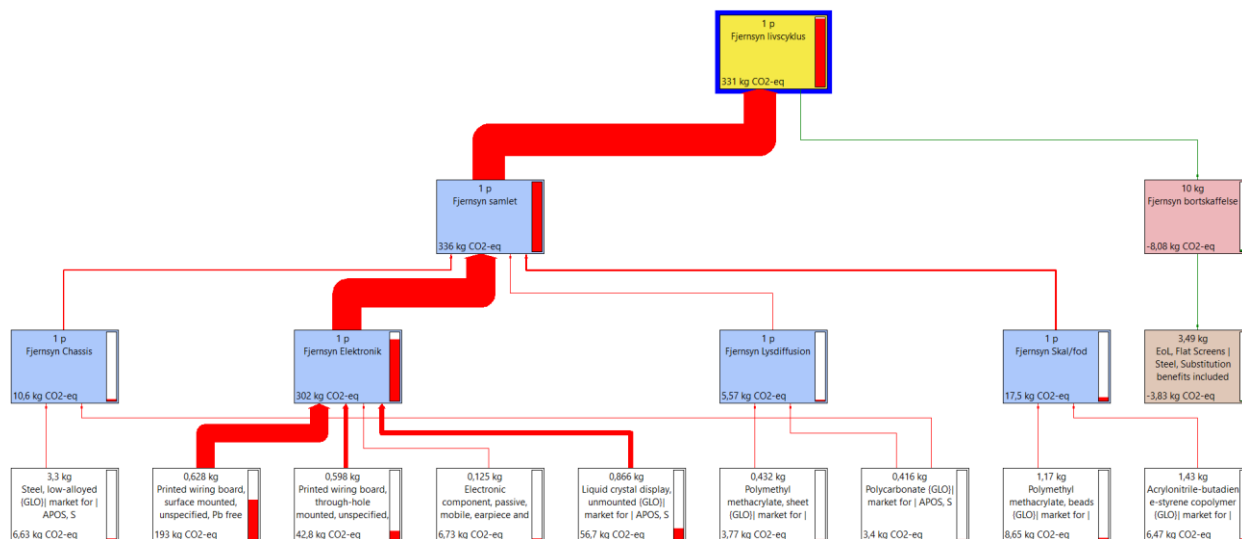 1 p
Fjernsyn livscyklus
331 kg CO2-eq
1 p
Fjernsyn samlet
336 kg CO2-eq
10 kg
Fjernsyn bortskaffelse
-8,08 kg CO2-eq
1 p
Fjernsyn Chassis
10,6 kg CO2-eq
1 p
Fjernsyn Elektronik
302 kg CO2-eq
1 p
Fjernsyn Lysdiffusion
5,57 kg CO2-eq
1 p
Fjernsyn Skal/fod
17,5 kg CO2-eq
3,49 kg
EoL, Flat Screens |
Steel, Substitution
benefits included
-3,83 kg CO2-eq
3,3 kg
Steel, low-alloyed
{GLO}| market for |
APOS, S
6,63 kg CO2-eq
0,628 kg
Printed wiring board,
surface mounted,
unspecified, Pb free
193 kg CO2-eq
0,598 kg
Printed wiring board,
through-hole
mounted, unspecified,
42,8 kg CO2-eq
0,125 kg
Electronic
component, passive,
mobile, earpiece and
6,73 kg CO2-eq
0,866 kg
Liquid crystal display,
unmounted {GLO}|
market for | APOS, S
56,7 kg CO2-eq
0,432 kg
Polymethyl
methacrylate, sheet
{GLO}| market for |
3,77 kg CO2-eq
0,416 kg
Polycarbonate {GLO}|
market for | APOS, S
3,4 kg CO2-eq
1,17 kg
Polymethyl
methacrylate, beads
{GLO}| market for |
8,65 kg CO2-eq
1,43 kg
Acrylonitrile-butadien
e-styrene copolymer
{GLO}| market for |
6,47 kg CO2-eq